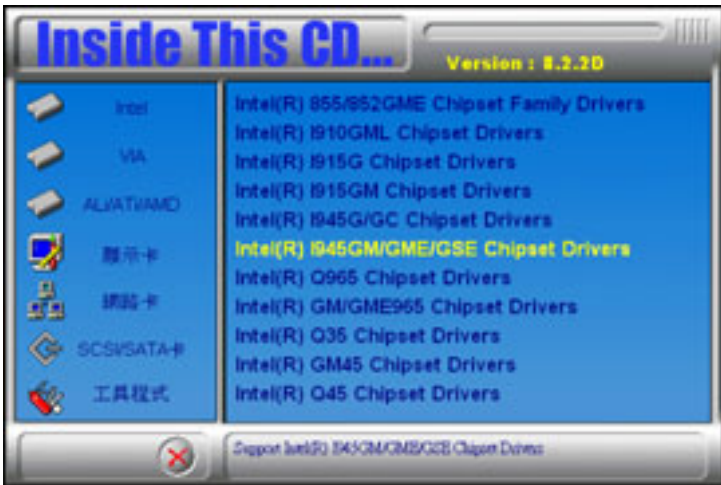 Inside This CD...
Version : 8.2.2D
Intel
VIA
ALi/ATi/AMD
顯示卡
網路卡
SCSI/SATA卡
工具程式
Intel(R) 855/852GME Chipset Family Drivers
Intel(R) I910GML Chipset Drivers
Intel(R) I915G Chipset Drivers
Intel(R) I915GM Chipset Drivers
Intel(R) I945G/GC Chipset Drivers
Intel(R) I945GM/GME/GSE Chipset Drivers
Intel(R) Q965 Chipset Drivers
Intel(R) GM/GME965 Chipset Drivers
Intel(R) Q35 Chipset Drivers
Intel(R) GM45 Chipset Drivers
Intel(R) Q45 Chipset Drivers
Support Intel(R) I945GM/GME/GSE Chipset Drivers